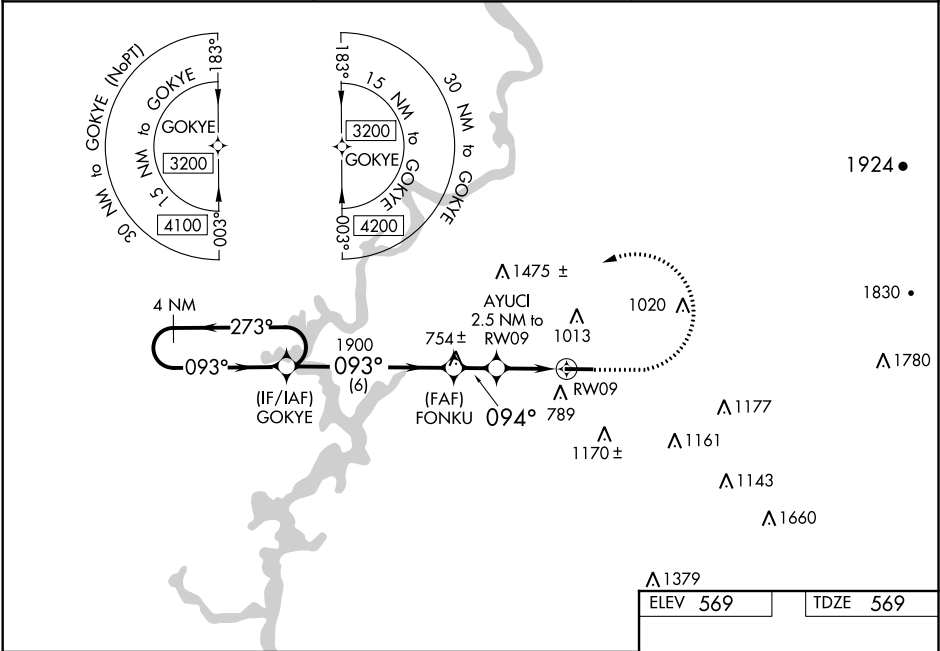 30 NM to GOKYE (NoPT)
15 NM to GOKYE
183°
GOKYE
3200
4100
003°
183°
30 NM to GOKYE
15 NM to GOKYE
3200
GOKYE
003°
4200
1924
1475 ±
1830
4 NM
273°
093°
1900
093°
(6)
754 ±
AYUCI
2.5 NM to
RW09
1013
1020
1780
(IF/IAF)
GOKYE
(FAF)
FONKU
094°
RW09
789
1177
1170 ±
1161
1143
1660
1379
ELEV 569
TDZE 569